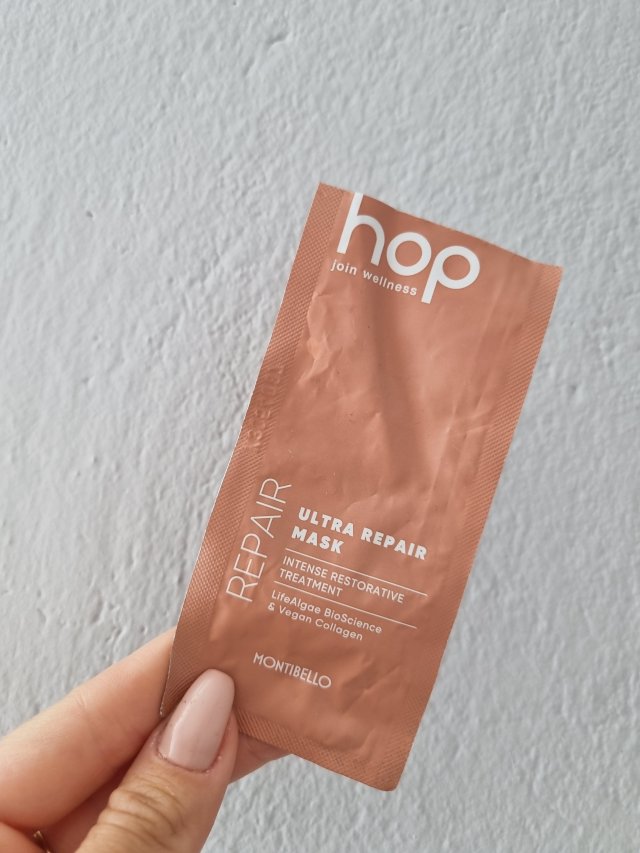 hop
join wellness
REPAIR
ULTRA REPAIR
MASK
INTENSE RESTORATIVE
TREATMENT
LifeAlgae BioScience
& Vegan Collagen
MONTIBELLO